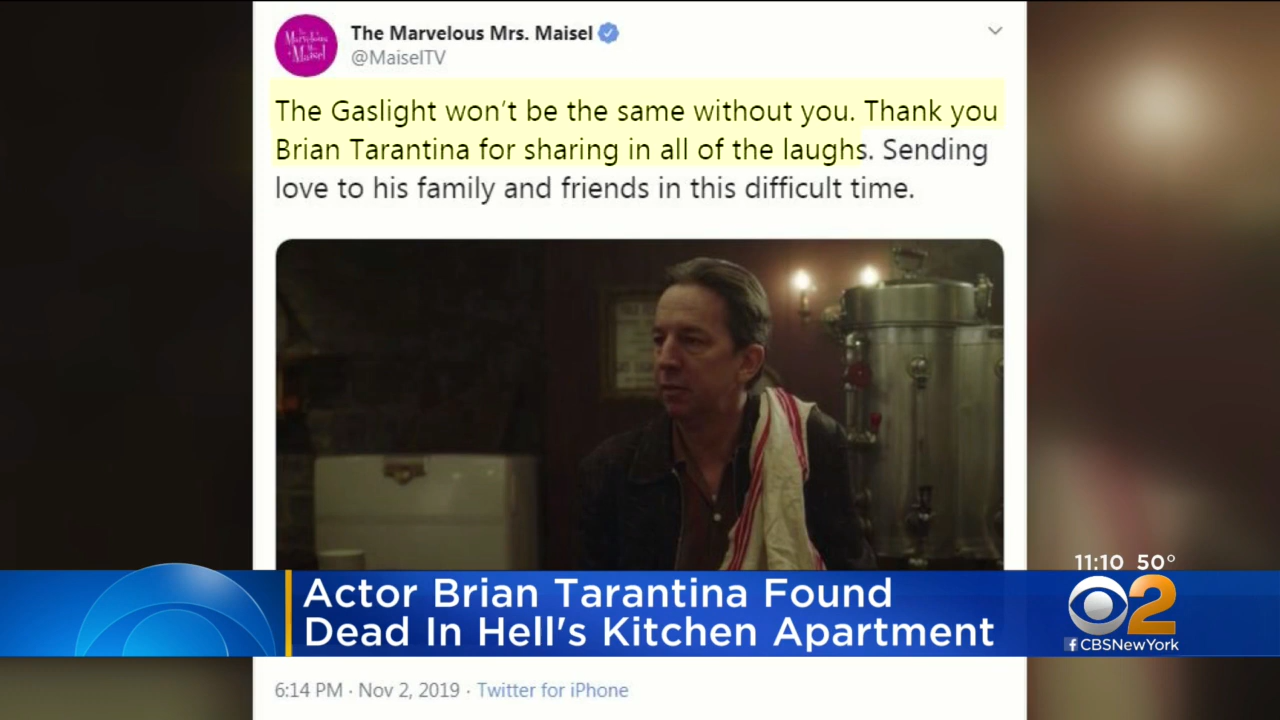 The Marvelous Mrs. Maisel
@MaiselTV
The Gaslight won't be the same without you. Thank you
Brian Tarantina for sharing in all of the laughs. Sending
love to his family and friends in this difficult time.
11:10 50°
Actor Brian Tarantina Found
Dead In Hell's Kitchen Apartment
2
f CBSNewYork
6:14 PM · Nov 2, 2019 · Twitter for iPhone